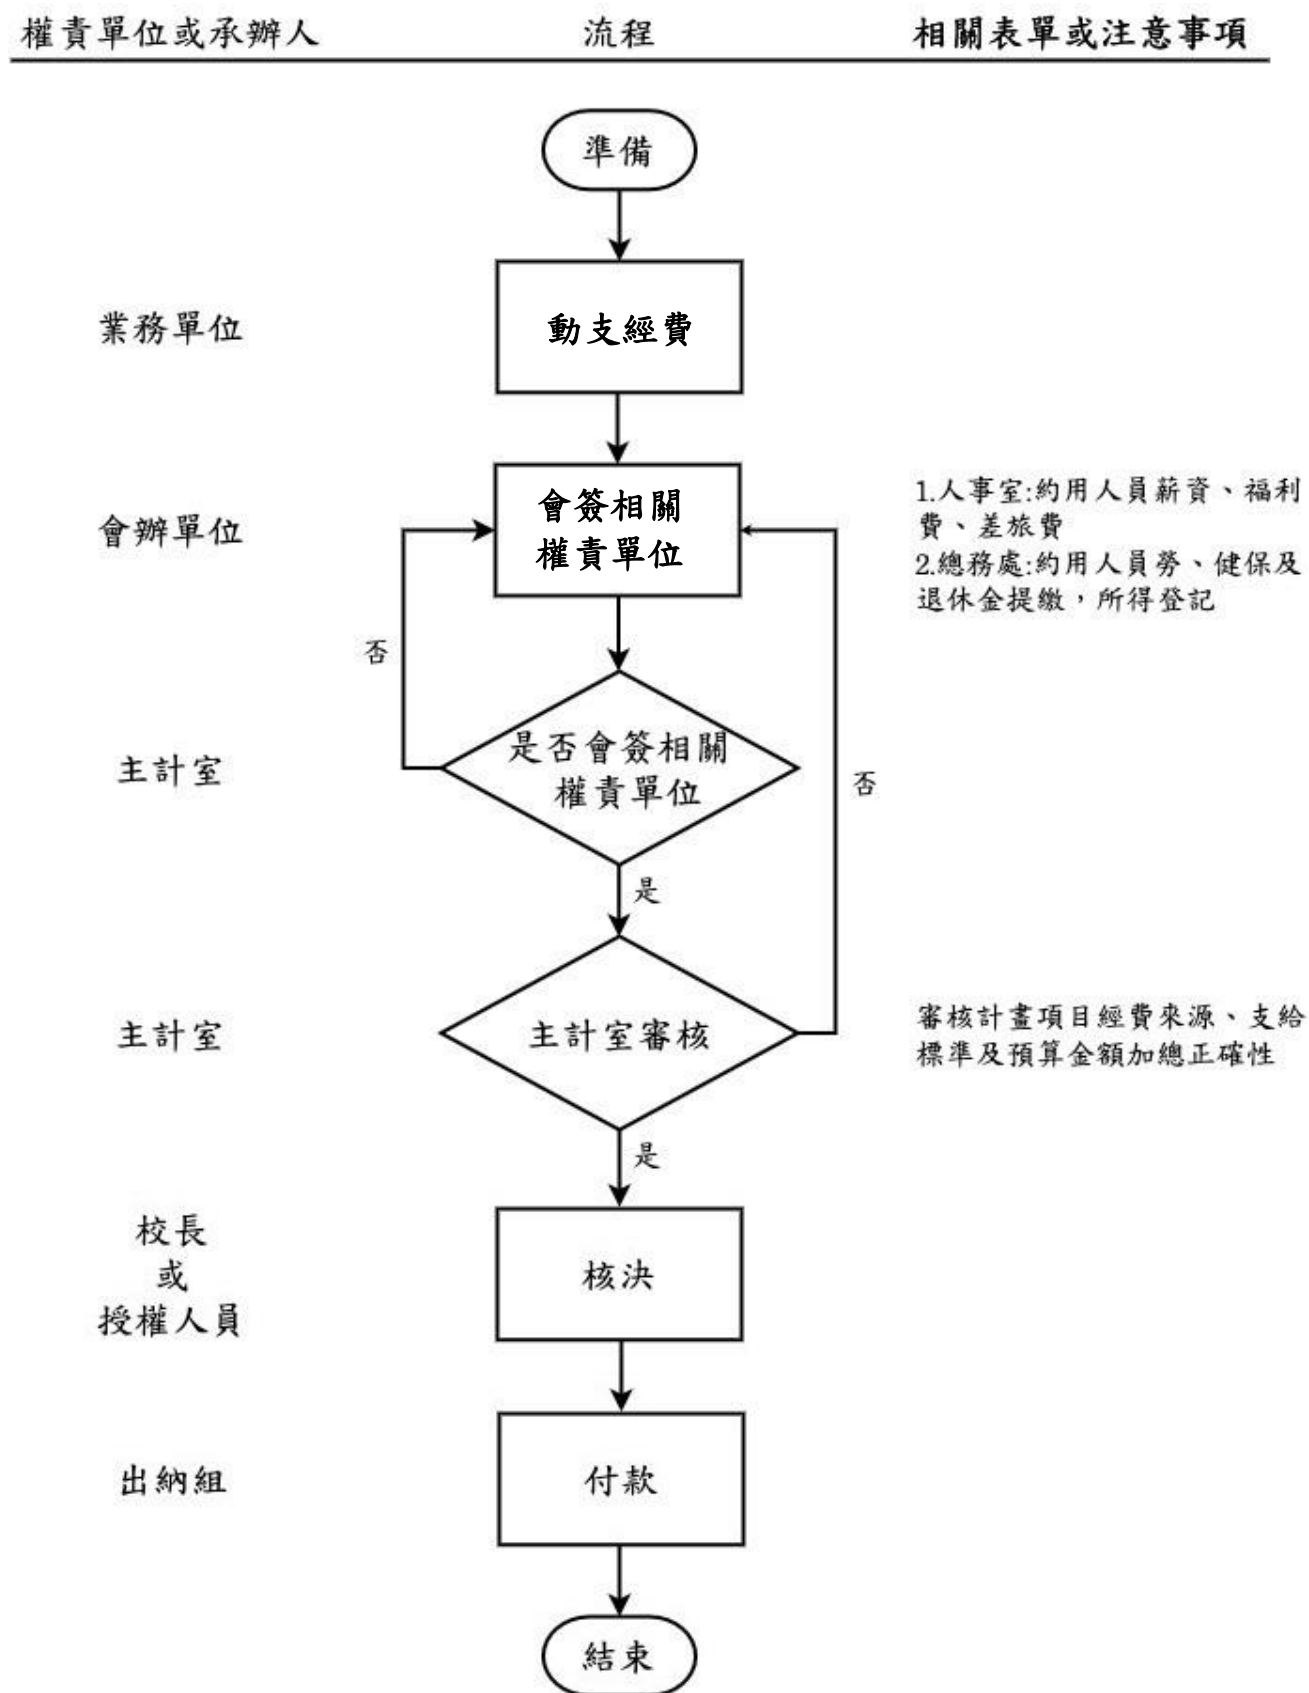 權責單位或承辦人 流程 相關表單或注意事項
準備
業務單位
動支經費
會辦單位
會簽相關
權責單位
1.人事室:約用人員薪資、福利
費、差旅費
2.總務處:約用人員勞、健保及
退休金提繳，所得登記
否
主計室
是否會簽相關
權責單位
否
是
主計室
主計室審核
審核計畫項目經費來源、支給
標準及預算金額加總正確性
是
校長
或
授權人員
核決
出納組
付款
結束